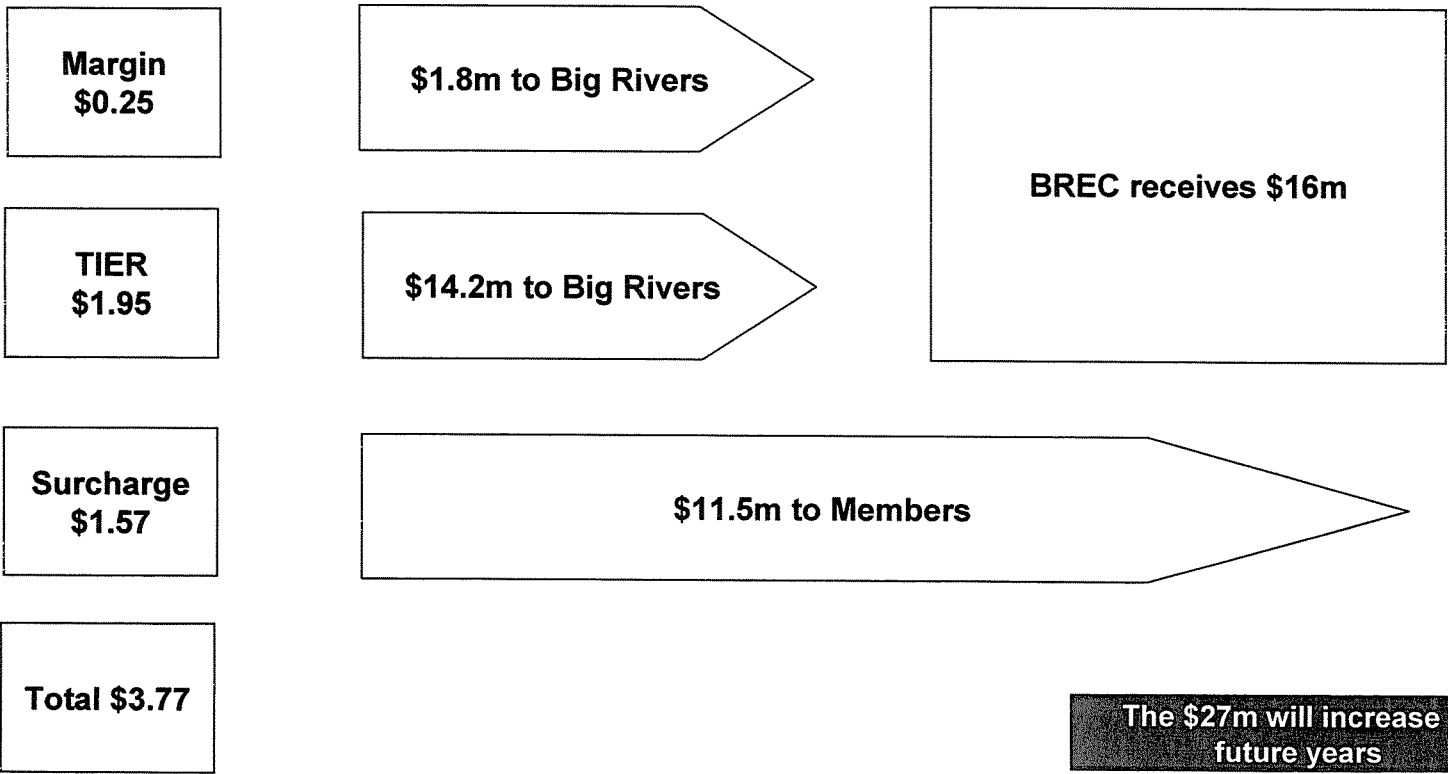 Margin
$0.25
$1.8m to Big Rivers
BREC receives $16m
TIER
$1.95
$14.2m to Big Rivers
Surcharge
$1.57
$11.5m to Members
Total $3.77
The $27m will increase
future years